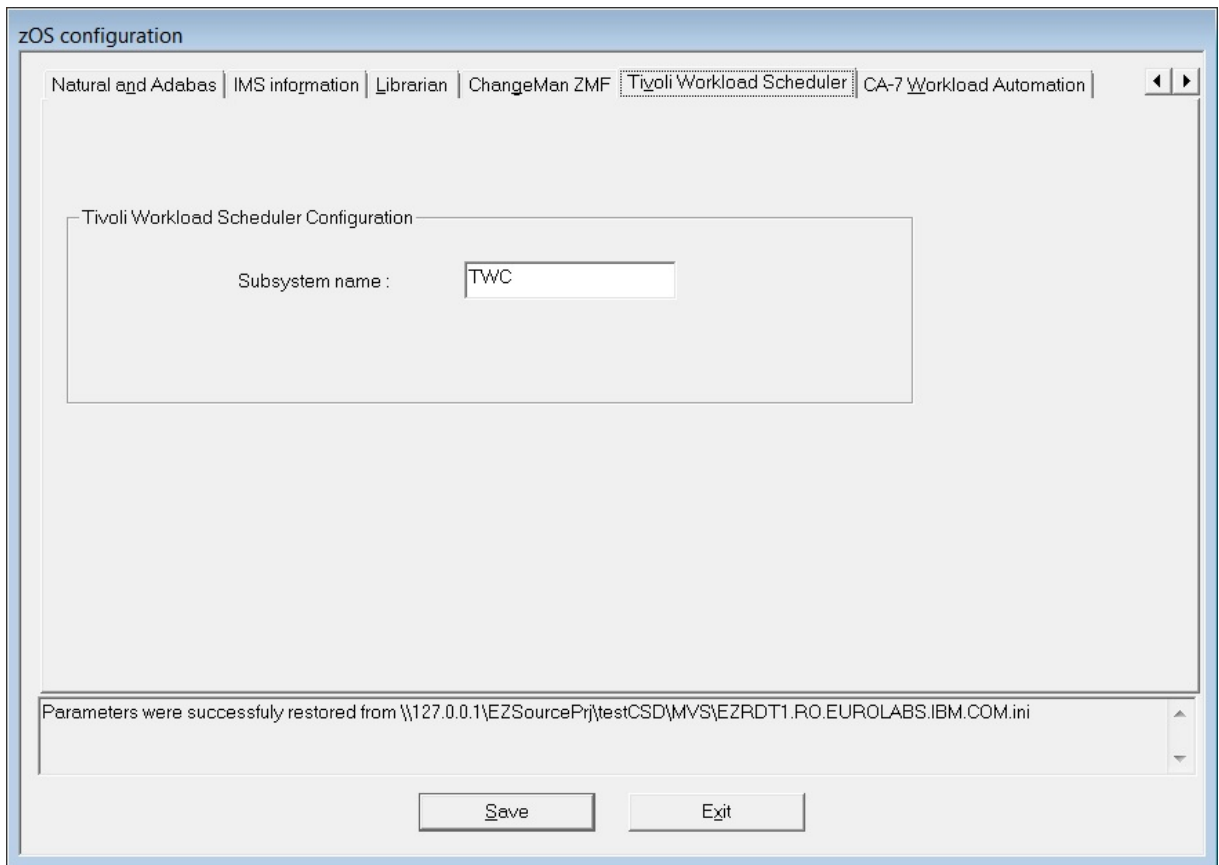 zOS configuration
Natural and Adabas IMS information Librarian ChangeMan ZMF Tivoli Workload Scheduler CA-7 Workload Automation
Tivoli Workload Scheduler Configuration
Subsystem name : TWC
Parameters were successfuly restored from \\127.0.0.1\EZSourcePrj\testCSD\MVS\EZRDT1.RO.EUROLABS.IBM.COM.ini
Save Exit